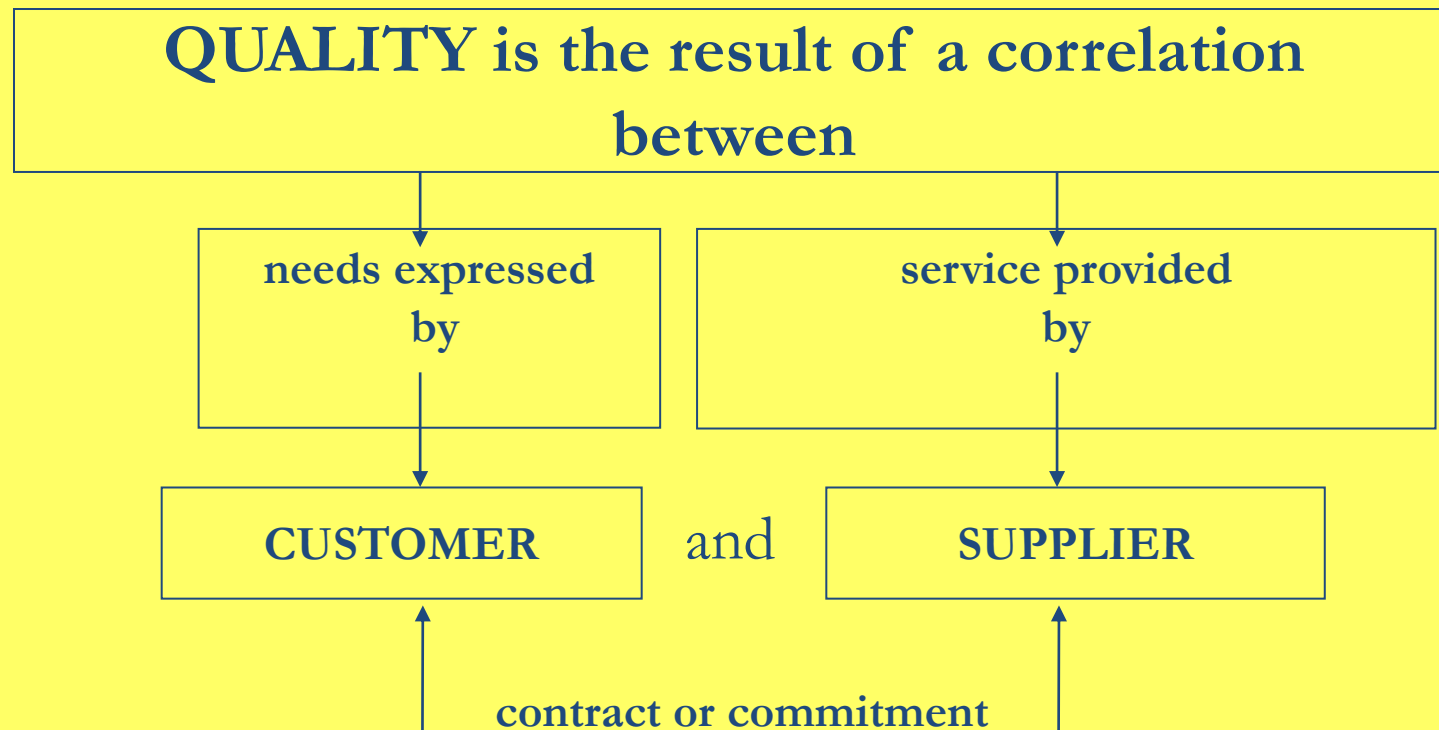 QUALITY is the result of a correlation
between
needs expressed
by
service provided
by
CUSTOMER and SUPPLIER
contract or commitment